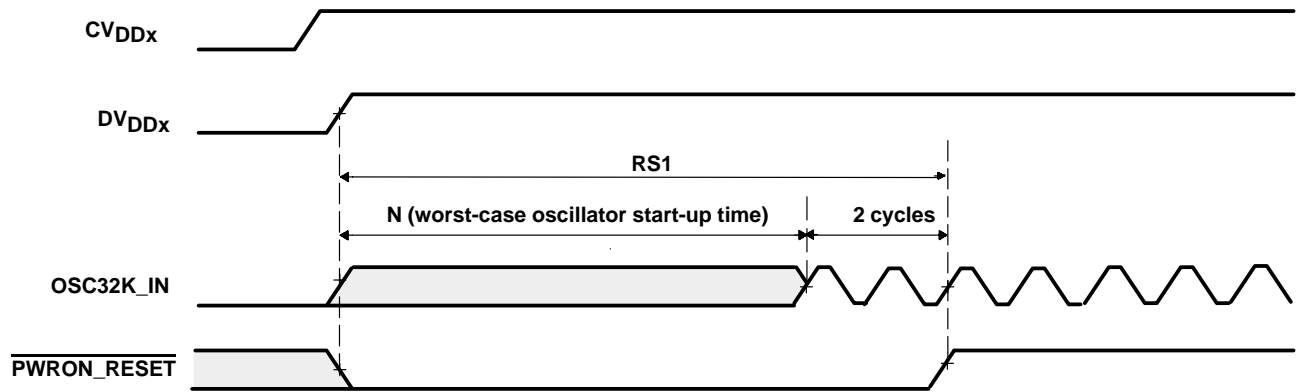 CVDDx
DVDDx
RS1
N (worst-case oscillator start-up time)
2 cycles
OSC32K_IN
PWRON_RESET